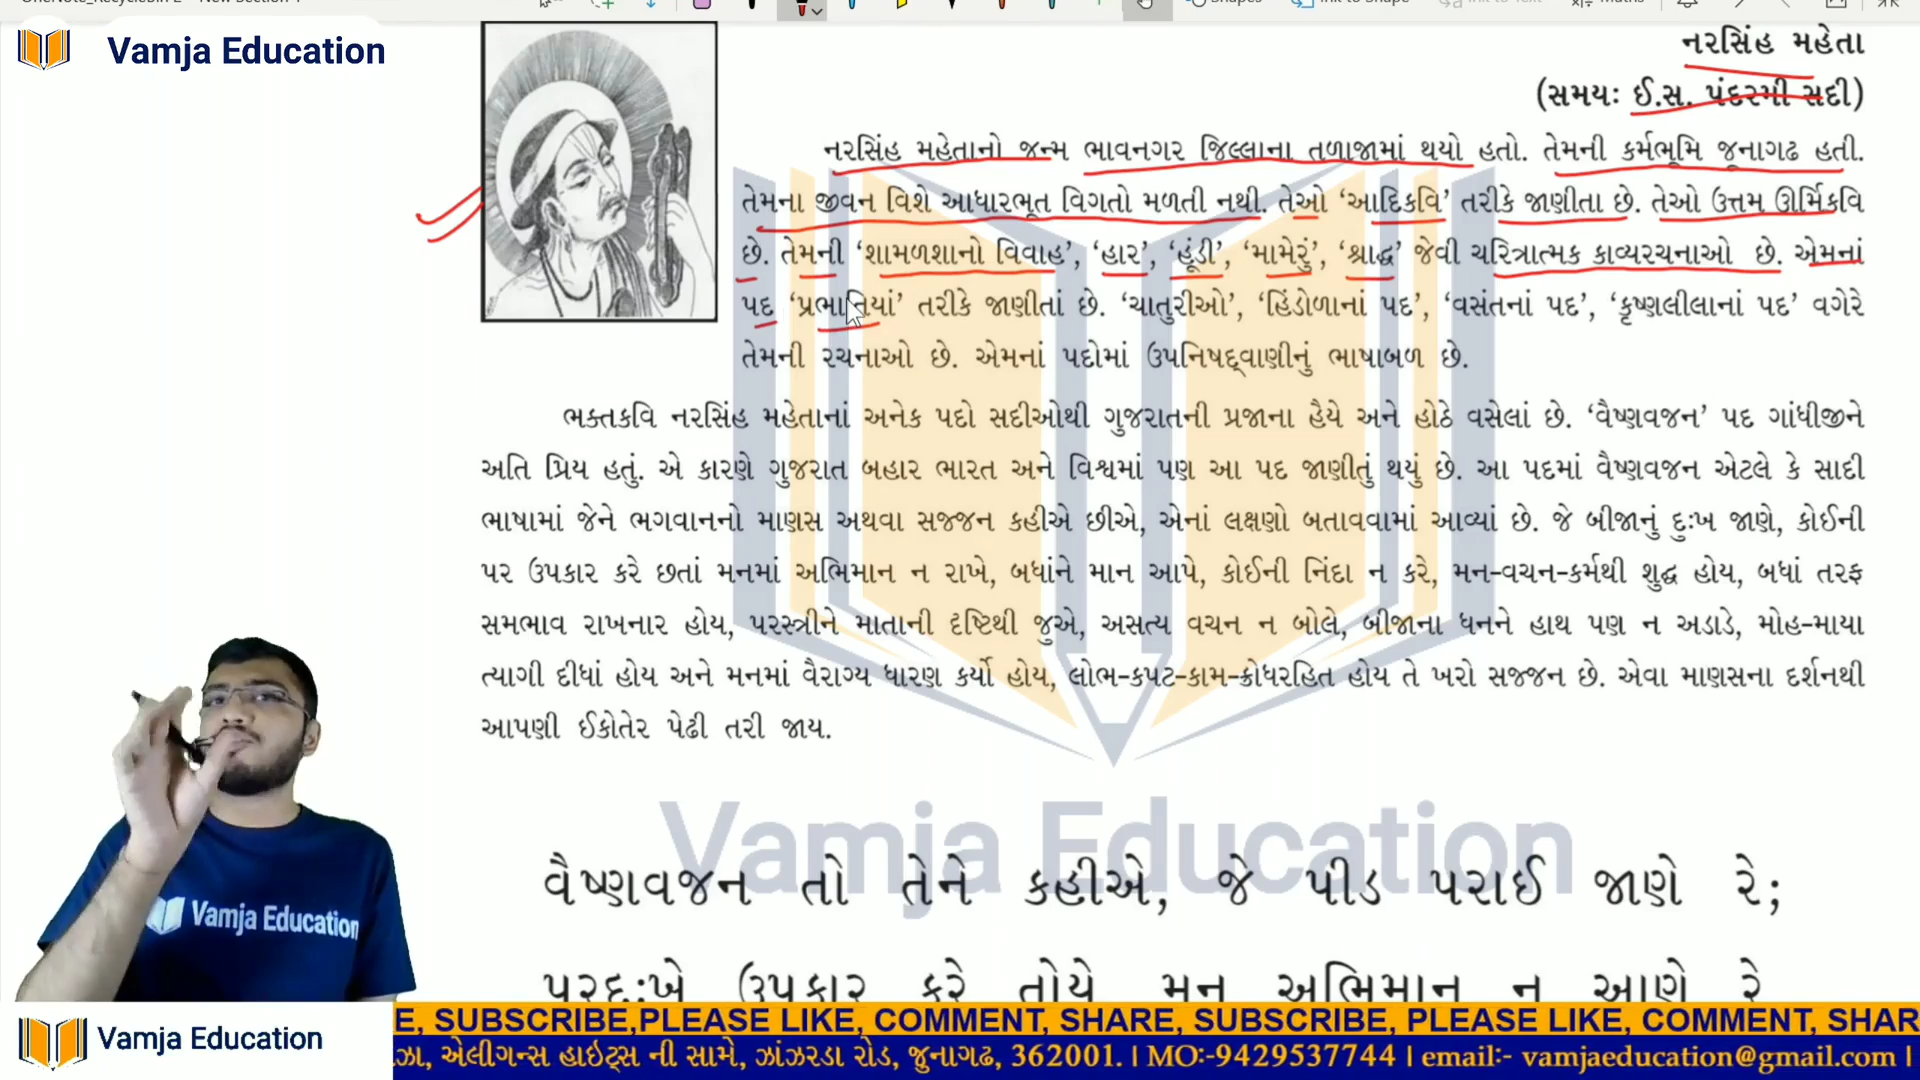 Vamja Education
નરસિંહ મહેતા
(સમયઃ ઈ.સ. પંદરમી સદી)
નરસિંહ મહેતાનો જન્મ ભાવનગર જિલ્લાના તળાજામાં થયો હતો. તેમની કર્મભૂમિ જૂનાગઢ હતી.
તેમના જીવન વિશે આધારભૂત વિગતો મળતી નથી. તેઓ ‘આદિકવિ’ તરીકે જાણીતા છે. તેઓ ઉત્તમ ઊર્મિકવિ
છે. તેમની ‘શામળશાનો વિવાહ’, ‘હાર’, ‘હૂંડી’, ‘મામેરું’, ‘શ્રાદ્ધ’ જેવી ચરિત્રાત્મક કાવ્યરચનાઓ છે. એમનાં
પદ ‘પ્રભાતિયાં’ તરીકે જાણીતાં છે. ‘ચાતુરીઓ’, ‘હિંડોળાનાં પદ’, ‘વસંતનાં પદ’, ‘કૃષ્ણલીલાનાં પદ’ વગેરે
તેમની રચનાઓ છે. એમનાં પદોમાં ઉપનિષદ્‌વાણીનું ભાષાબળ છે.
ભક્તકવિ નરસિંહ મહેતાનાં અનેક પદો સદીઓથી ગુજરાતની પ્રજાના હૈયે અને હોઠે વસેલાં છે. ‘વૈષ્ણવજન’ પદ ગાંધીજીને
અતિ પ્રિય હતું. એ કારણે ગુજરાત બહાર ભારત અને વિશ્વમાં પણ આ પદ જાણીતું થયું છે. આ પદમાં વૈષ્ણવજન એટલે કે સાદી
ભાષામાં જેને ભગવાનનો માણસ અથવા સજ્જન કહીએ છીએ, એનાં લક્ષણો બતાવવામાં આવ્યાં છે. જે બીજાનું દુઃખ જાણે, કોઈની
પર ઉપકાર કરે છતાં મનમાં અભિમાન ન રાખે, બધાંને માન આપે, કોઈની નિંદા ન કરે, મન-વચન-કર્મથી શુદ્ધ હોય, બધાં તરફ
સમભાવ રાખનાર હોય, પરસ્ત્રીને માતાની દૃષ્ટિથી જુએ, અસત્ય વચન ન બોલે, બીજાના ધનને હાથ પણ ન અડાડે, મોહ-માયા
ત્યાગી દીધાં હોય અને મનમાં વૈરાગ્ય ધારણ કર્યો હોય, લોભ-કપટ-કામ-ક્રોધરહિત હોય તે ખરો સજ્જન છે. એવા માણસના દર્શનથી
આપણી ઈકોતેર પેઢી તરી જાય.
Vamja Education
વૈષ્ણવજન તો તેને કહીએ, જે પીડ પરાઈ જાણે રે;
પરદુઃખે ઉપકાર કરે તોયે મન અભિમાન ન આણે રે
Vamja Education
Vamja Education
E, SUBSCRIBE,PLEASE LIKE, COMMENT, SHARE, SUBSCRIBE, PLEASE LIKE, COMMENT, SHAR
એલીગન્સ હાઇટ્સ ની સામે, ઝાંઝરડા રોડ, જુનાગઢ, 362001. | MO:-9429537744 | email:- vamjaeducation@gmail.com |